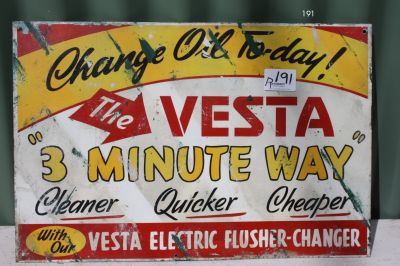 191
Change Oil To-day!
191
The VESTA
"3 MINUTE WAY"
Cleaner Quicker Cheaper
With Our VESTA ELECTRIC FLUSHER-CHANGER